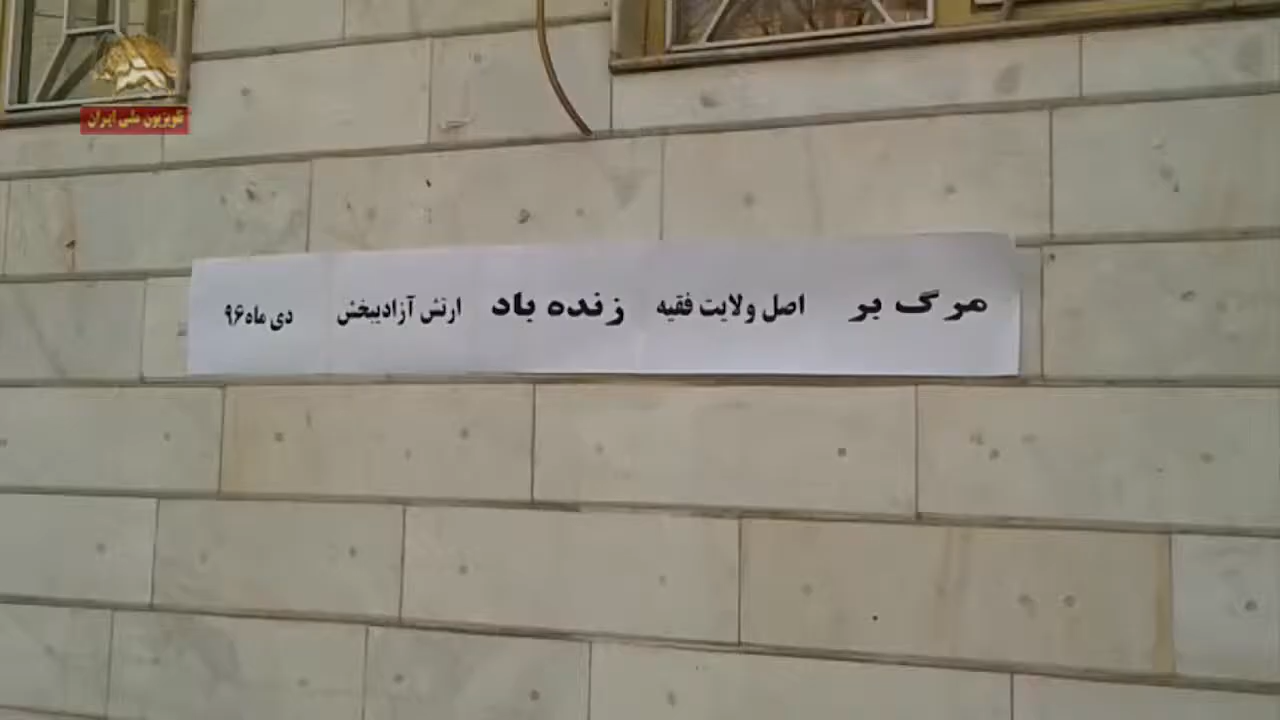 تلویزیون ملی ایران
مرگ بر اصل ولایت فقیه زنده باد ارتش آزادیبخش دی ماه ۹۶